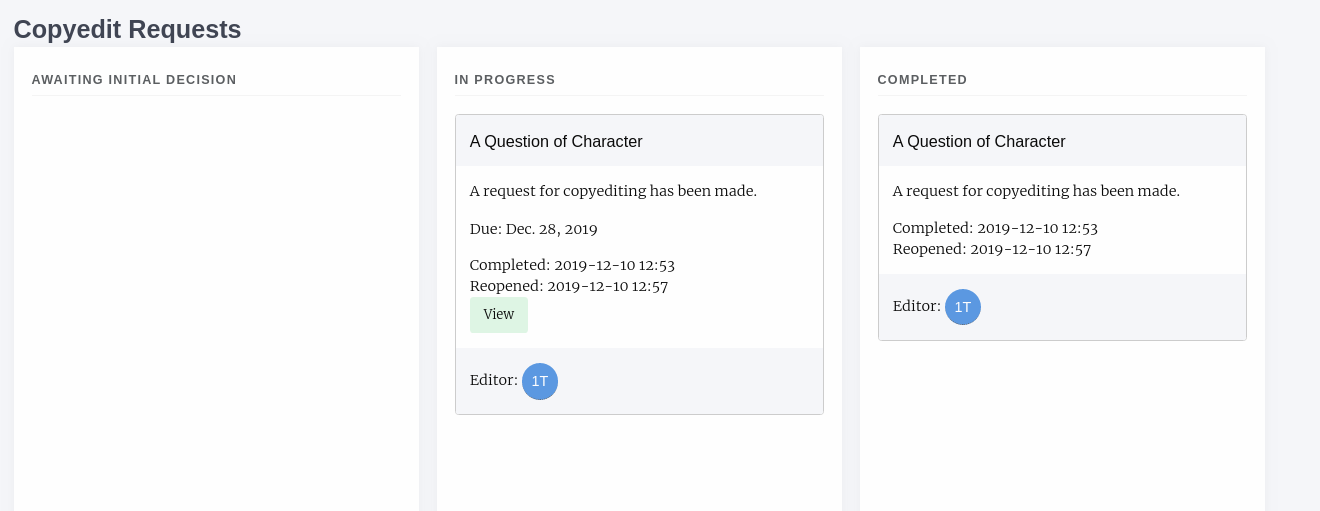 Copyedit Requests
AWAITING INITIAL DECISION
IN PROGRESS
A Question of Character
A request for copyediting has been made.
Due: Dec. 28, 2019
Completed: 2019-12-10 12:53
Reopened: 2019-12-10 12:57
View
Editor: 1T
COMPLETED
A Question of Character
A request for copyediting has been made.
Completed: 2019-12-10 12:53
Reopened: 2019-12-10 12:57
Editor: 1T